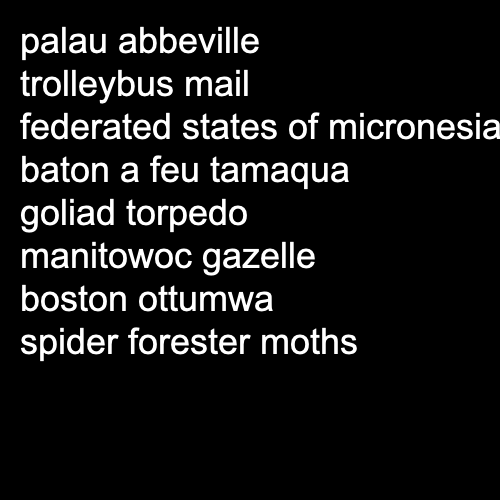 palau abbeville
trolleybus mail
federated states of micronesia
baton a feu tamaqua
goliad torpedo
manitowoc gazelle
boston ottumwa
spider forester moths